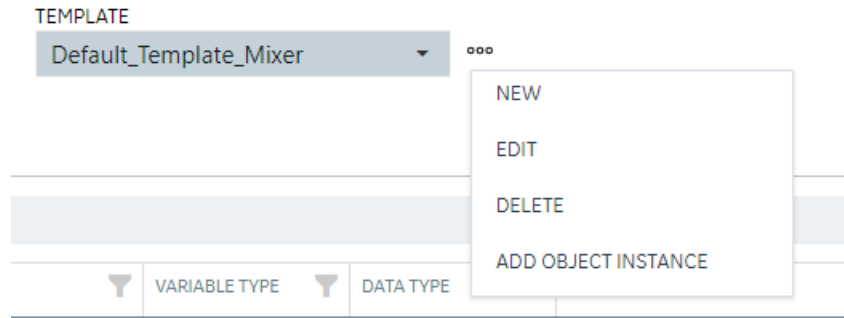 TEMPLATE
Default_Template_Mixer
NEW
EDIT
DELETE
ADD OBJECT INSTANCE
VARIABLE TYPE
DATA TYPE